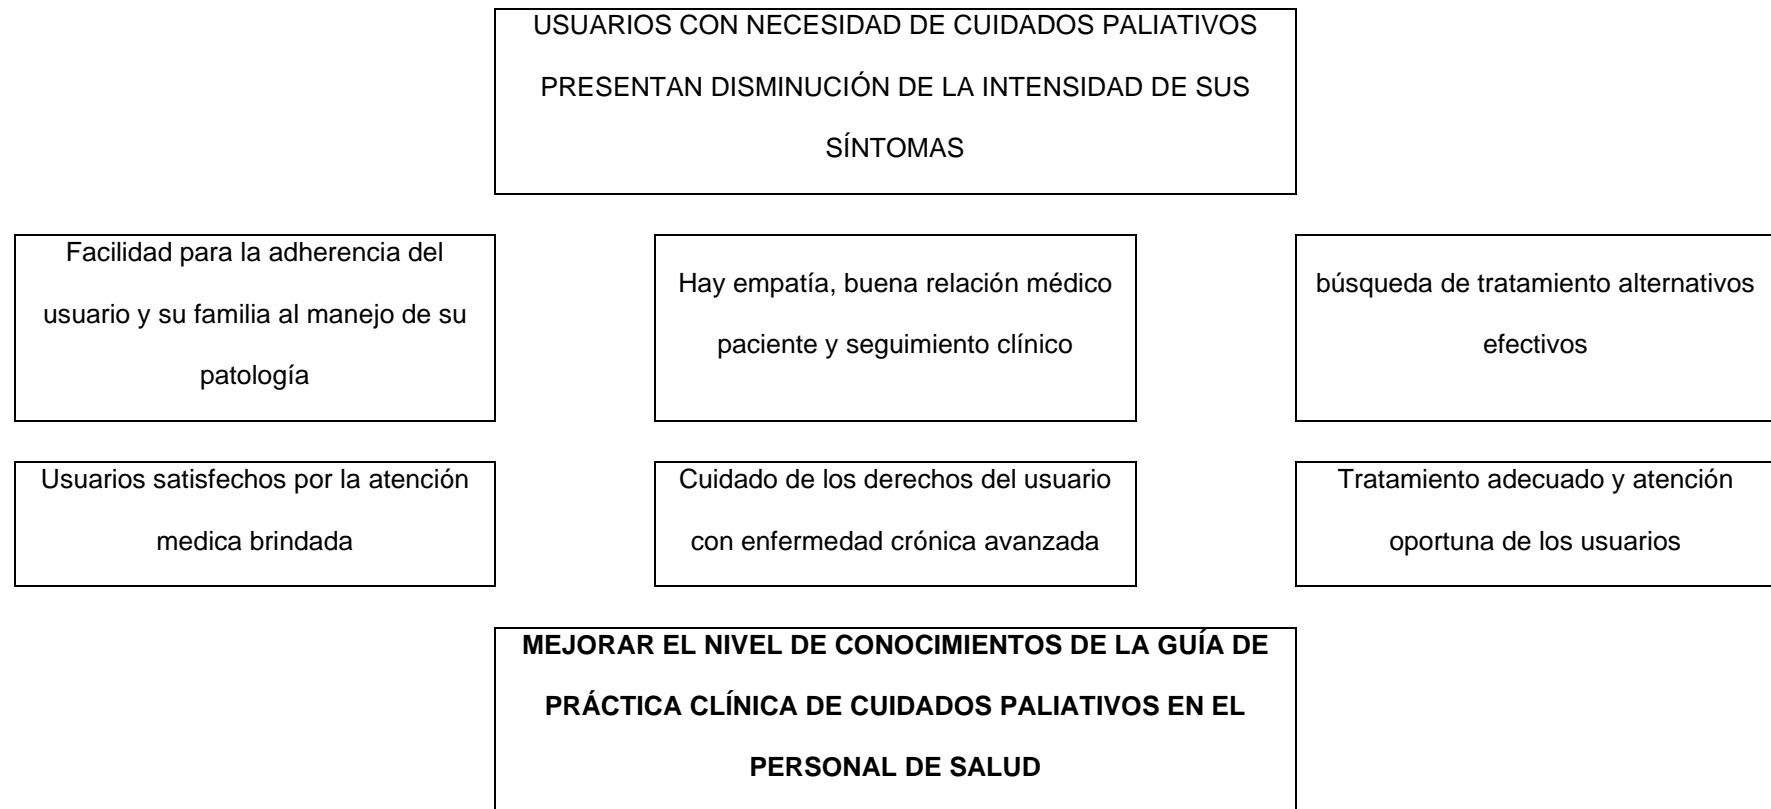 USUARIOS CON NECESIDAD DE CUIDADOS PALIATIVOS
PRESENTAN DISMINUCIÓN DE LA INTENSIDAD DE SUS
SÍNTOMAS
Facilidad para la adherencia del
usuario y su familia al manejo de su
patología
Hay empatía, buena relación médico
paciente y seguimiento clínico
búsqueda de tratamiento alternativos
efectivos
Usuarios satisfechos por la atención
medica brindada
Cuidado de los derechos del usuario
con enfermedad crónica avanzada
Tratamiento adecuado y atención
oportuna de los usuarios
MEJORAR EL NIVEL DE CONOCIMIENTOS DE LA GUÍA DE
PRÁCTICA CLÍNICA DE CUIDADOS PALIATIVOS EN EL
PERSONAL DE SALUD